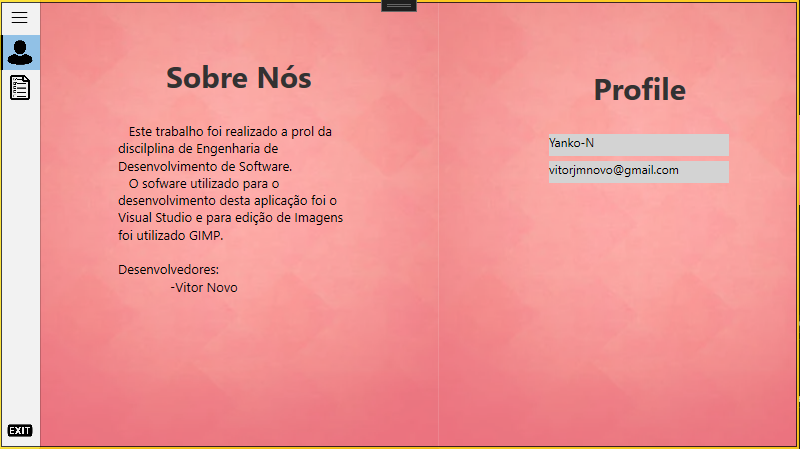 Sobre Nós
Este trabalho foi realizado a prol da
discilplina de Engenharia de
Desenvolvimento de Software.
O sofware utilizado para o
desenvolvimento desta aplicação foi o
Visual Studio e para edição de Imagens
foi utilizado GIMP.
Desenvolvedores:
-Vitor Novo
Profile
Yanko-N
vitorjmnovo@gmail.com
EXIT